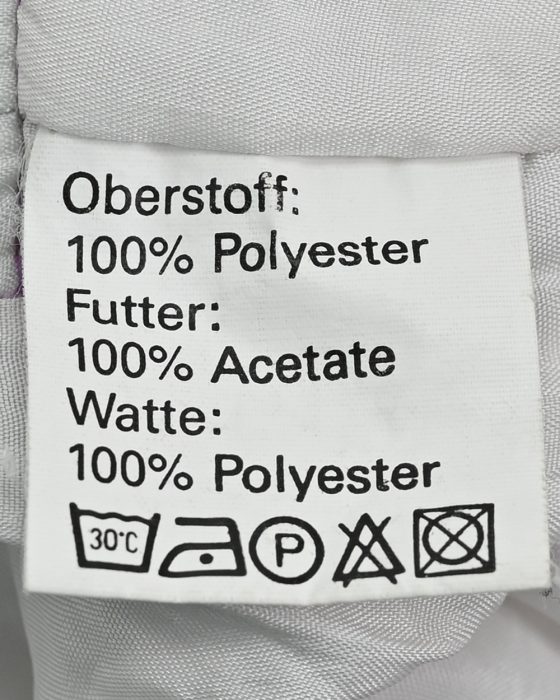 Oberstoff:
100% Polyester
Futter:
100% Acetate
Watte:
100% Polyester
30°C P